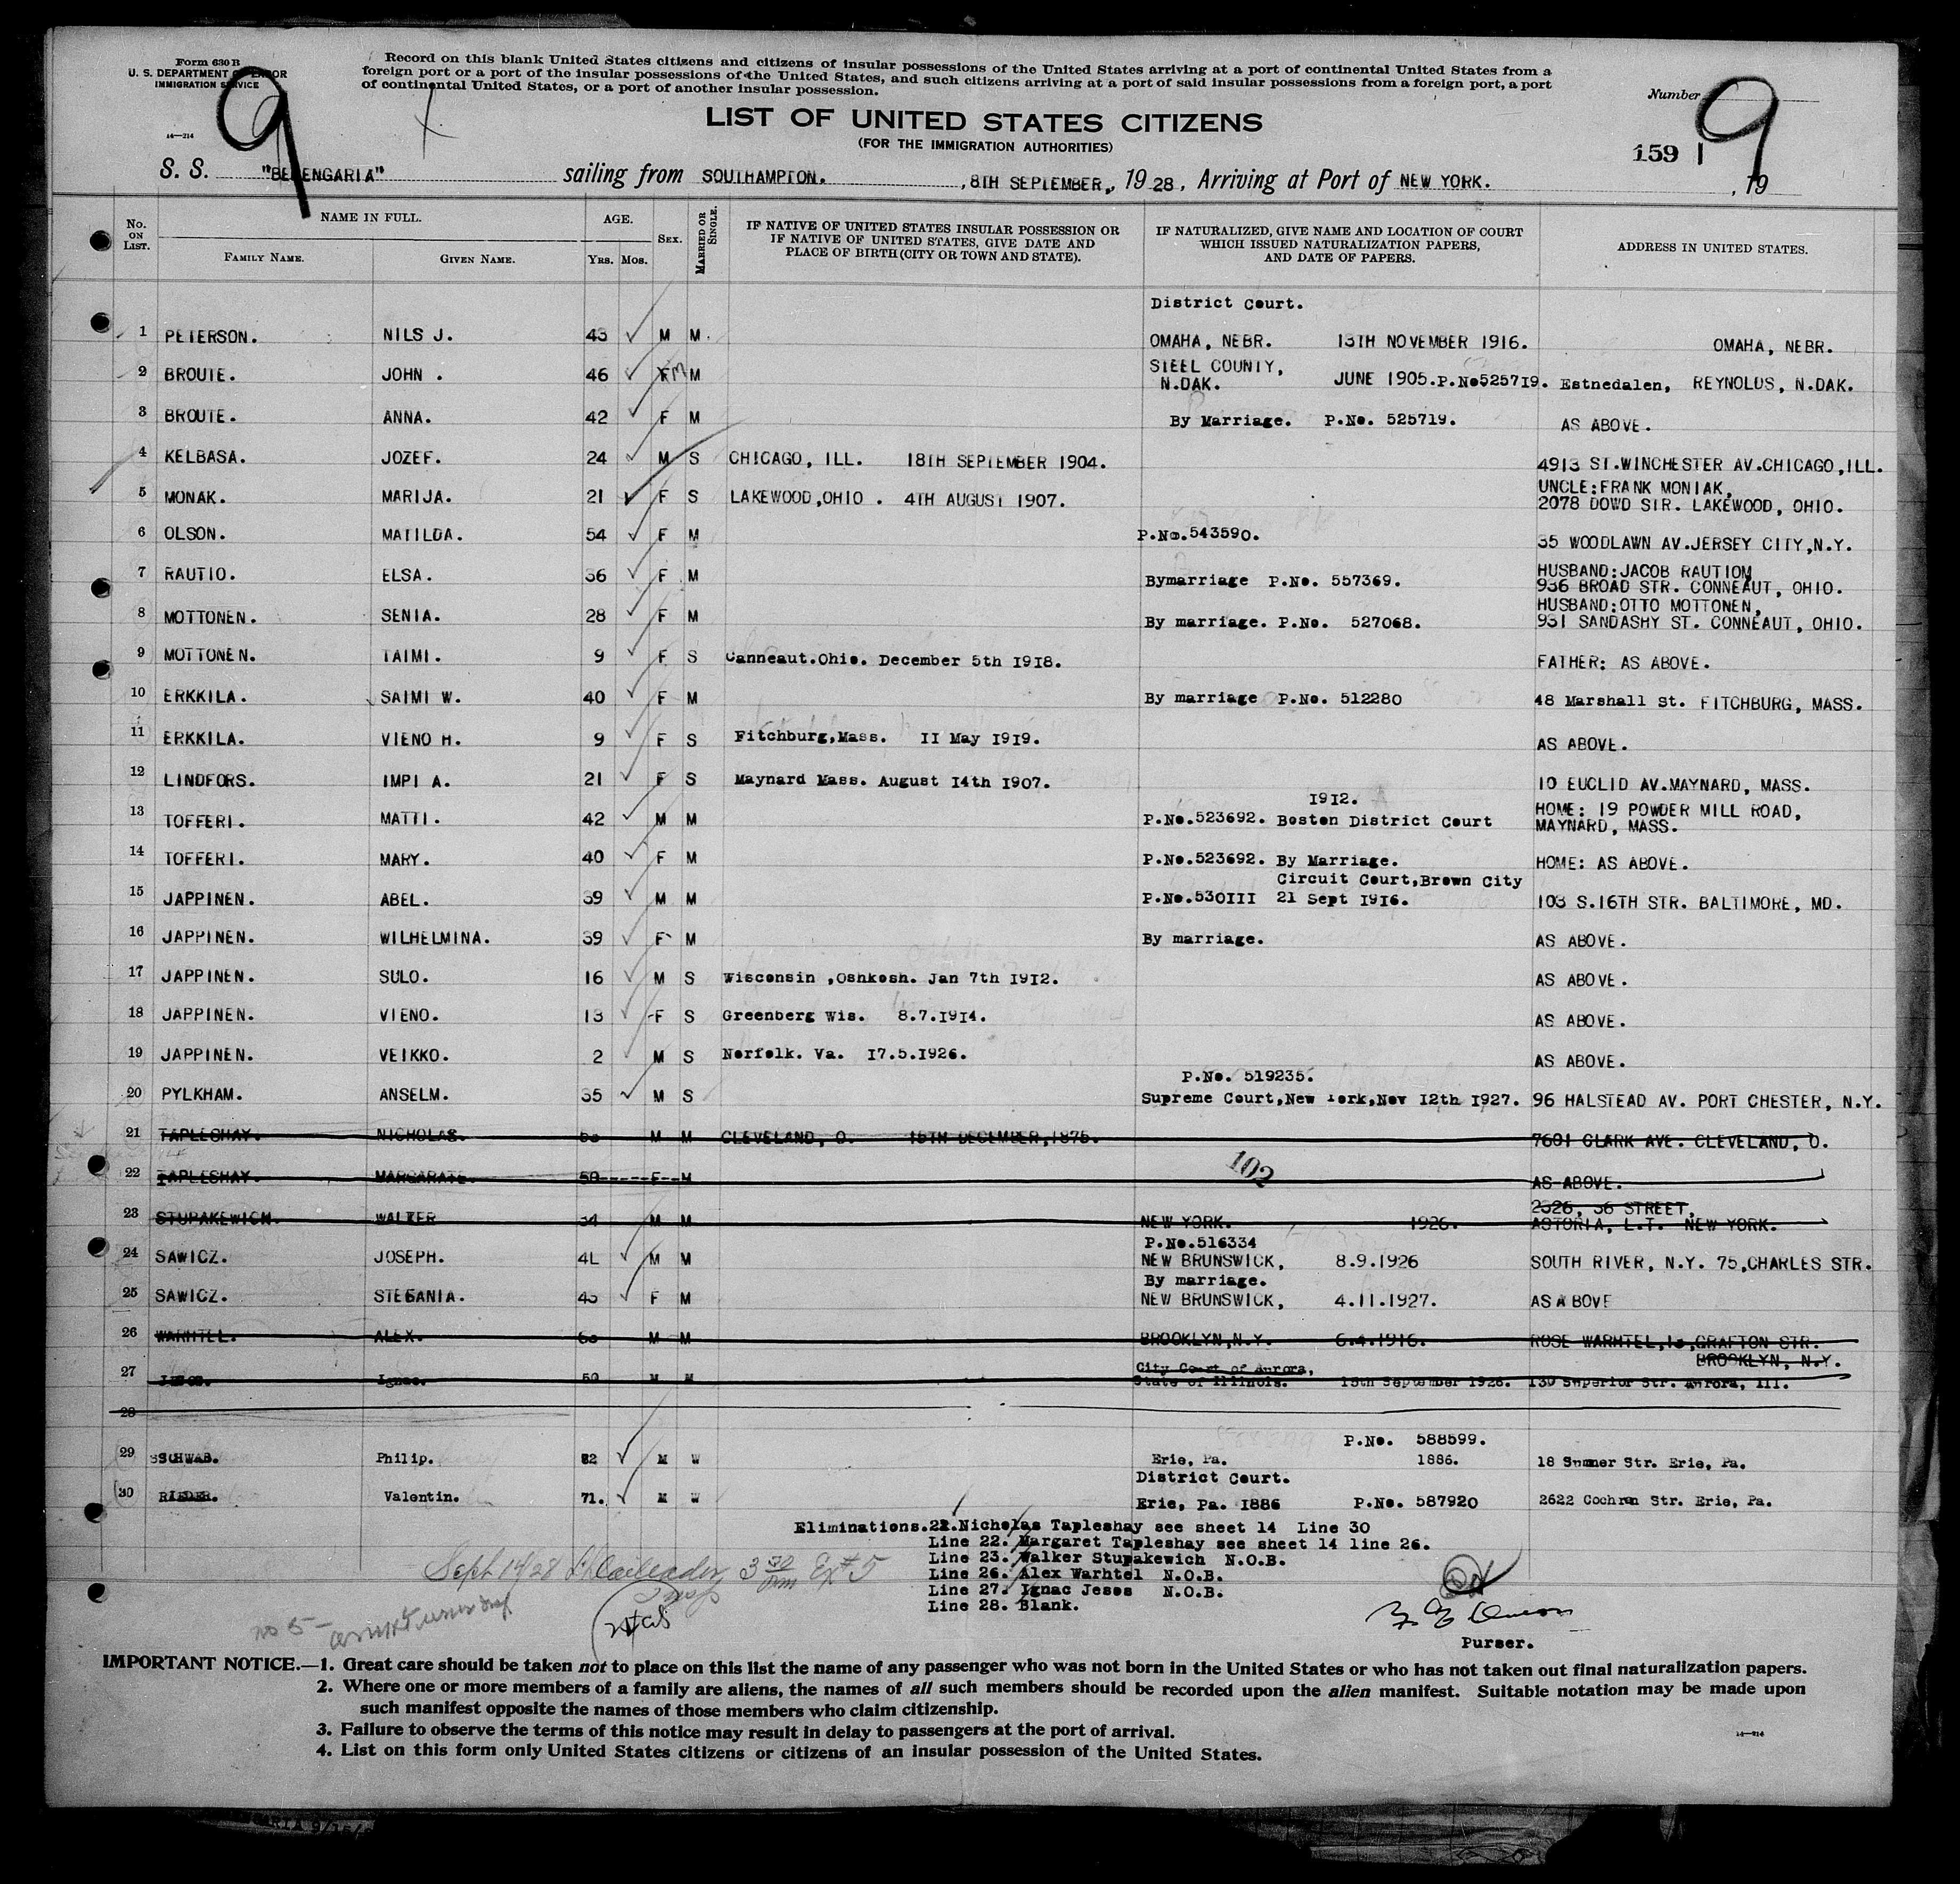 Form 630 B
U. S. DEPARTMENT OF LABOR
IMMIGRATION SERVICE
14—214
9
Record on this blank United States citizens and citizens of insular possessions of the United States arriving at a port of continental United States from a
foreign port or a port of the insular possessions of the United States, and such citizens arriving at a port of said insular possessions from a foreign port, a port
of continental United States, or a port of another insular possession.
Number 9
LIST OF UNITED STATES CITIZENS
(FOR THE IMMIGRATION AUTHORITIES)
159
S. S. "BERENGARIA" sailing from SOUTHAMPTON. , 8TH SEPTEMBER., 19 28, Arriving at Port of NEW YORK. , 19
No. ON LIST. NAME IN FULL. AGE. SEX. MARRIED OR SINGLE. IF NATIVE OF UNITED STATES INSULAR POSSESSION OR IF NATIVE OF UNITED STATES, GIVE DATE AND PLACE OF BIRTH (CITY OR TOWN AND STATE). IF NATURALIZED, GIVE NAME AND LOCATION OF COURT WHICH ISSUED NATURALIZATION PAPERS, AND DATE OF PAPERS. ADDRESS IN UNITED STATES.
FAMILY NAME. GIVEN NAME. YRS. MOS.
District Court.
1 PETERSON. NILS J. 43 M M. OMAHA, NEBR. 13TH NOVEMBER 1916. OMAHA, NEBR.
2 BROUTE. JOHN . 46 M M STEEL COUNTY, N.DAK. JUNE 1905.P.No525719. Estnedalen, REYNOLDS, N.DAK.
3 BROUTE. ANNA. 42 F M By Marriage. P.No. 525719. AS ABOVE.
4 KELBASA. JOZEF. 24 M S CHICAGO, ILL. 18TH SEPTEMBER 1904. 4913 ST.WINCHESTER AV.CHICAGO,ILL.
5 MONAK. MARIJA. 21 F S LAKEWOOD,OHIO . 4TH AUGUST 1907. UNCLE:FRANK MONIAK, 2078 DOWD STR. LAKEWOOD, OHIO.
6 OLSON. MATILDA. 54 F M P.No.543590. 35 WOODLAWN AV.JERSEY CITY,N.Y.
7 RAUTIO. ELSA. 36 F M Bymarriage P.No. 557369. HUSBAND:JACOB RAUTIOM 936 BROAD STR. CONNEAUT, OHIO.
8 MOTTONEN. SENIA. 28 F M By marriage. P.No. 527068. HUSBAND:OTTO MOTTONEN, 931 SANDASHY ST. CONNEAUT, OHIO.
9 MOTTONEN. TAIMI. 9 F S Canneaut.Ohio. December 5th 1918. FATHER: AS ABOVE.
10 ERKKILA. SAIMI W. 40 F M By marriage P.No. 512280 48 Marshall St. FITCHBURG, MASS.
11 ERKKILA. VIENO H. 9 F S Fitchburg,Mass. II May 1919. AS ABOVE.
12 LINDFORS. IMPI A. 21 F S Maynard Mass. August 14th 1907. 10 EUCLID AV.MAYNARD, MASS.
1912.
13 TOFFERI. MATTI. 42 M M P.No.523692. Boston District Court HOME: 19 POWDER MILL ROAD, MAYNARD, MASS.
14 TOFFERI. MARY. 40 F M P.No.523692. By Marriage. HOME: AS ABOVE.
Circuit Court,Brown City
15 JAPPINEN. ABEL. 39 M M P.No.530III 21 Sept 1916. 103 S.16TH STR. BALTIMORE, MD.
16 JAPPINEN. WILHELMINA. 39 F M By marriage. AS ABOVE.
17 JAPPINEN. SULO. 16 M S Wisconsin ,Oshkosh. Jan 7th 1912. AS ABOVE.
18 JAPPINEN. VIENO. 13 F S Greenberg Wis. 8.7.1914. AS ABOVE.
19 JAPPINEN. VEIKKO. 2 M S Norfolk. Va. 17.5.1926. AS ABOVE.
P.No. 519235.
20 PYLKHAM. ANSELM. 35 M S Supreme Court,New York,Nov 12th 1927. 96 HALSTEAD AV. PORT CHESTER, N.Y.
21 TAPLESHAY. NICHOLAS. M M CLEVELAND, O. 15TH DECEMBER,1875. 7601 CLARK AVE. CLEVELAND, O.
102
22 TAPLESHAY. MARGARATE. 50 F M AS ABOVE.
23 STUPAKEWICH. WALTER 34 M M NEW YORK. 1926. 2326, 36 STREET, ASTORIA, L.T. NEW YORK.
P.No.516334
24 SAWICZ. JOSEPH. 4L M M NEW BRUNSWICK, 8.9.1926 SOUTH RIVER, N.Y. 75,CHARLES STR.
By marriage.
25 SAWICZ. STEFANIA. 43 F M NEW BRUNSWICK, 4.11.1927. AS ABOVE
26 WARHTEL. ALEX. M M BROOKLYN,N.Y. 6.4.1916. ROSE WARHTEL, GRAFTON STR. BROOKLYN, N.Y.
City Court of Aurora,
27 Ignac. 50 M M State of Illinois. 15th September 1926. 130 Superior Str. Aurora, Ill.
28
P.No. 588599.
29 SCHWAB. Philip. 82 M W Erie, Pa. 1886. 18 Sumner Str. Erie, Pa.
District Court.
30 RIEDER. Valentin. 71. M W Erie, Pa. 1886 P.No. 587920 2622 Cochran Str. Erie, Pa.
Eliminations.21.Nicholas Tapleshay see sheet 14 Line 30
Line 22. Margaret Tapleshay see sheet 14 line 26.
Line 23. Walker Stupakewich N.O.B.
Line 26. Alex Warhtel N.O.B.
Line 27. Ignac Jesos N.O.B.
Line 28. Blank.
Sept 14/28 3 30 pm Ex#5
no 5 -
Purser.
IMPORTANT NOTICE.—1. Great care should be taken not to place on this list the name of any passenger who was not born in the United States or who has not taken out final naturalization papers.
2. Where one or more members of a family are aliens, the names of all such members should be recorded upon the alien manifest. Suitable notation may be made upon
such manifest opposite the names of those members who claim citizenship.
3. Failure to observe the terms of this notice may result in delay to passengers at the port of arrival.
4. List on this form only United States citizens or citizens of an insular possession of the United States.
14—214